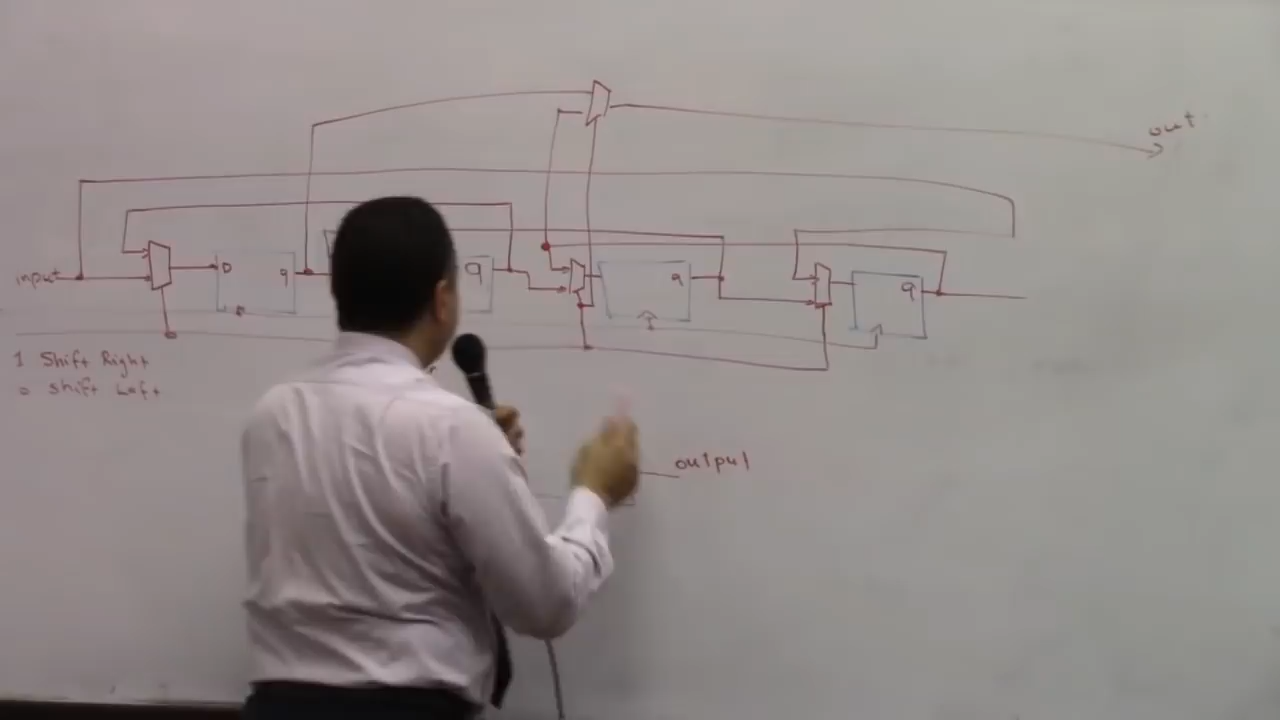 out
input
D
q
q
q
q
1 Shift Right
0 shift Left
output